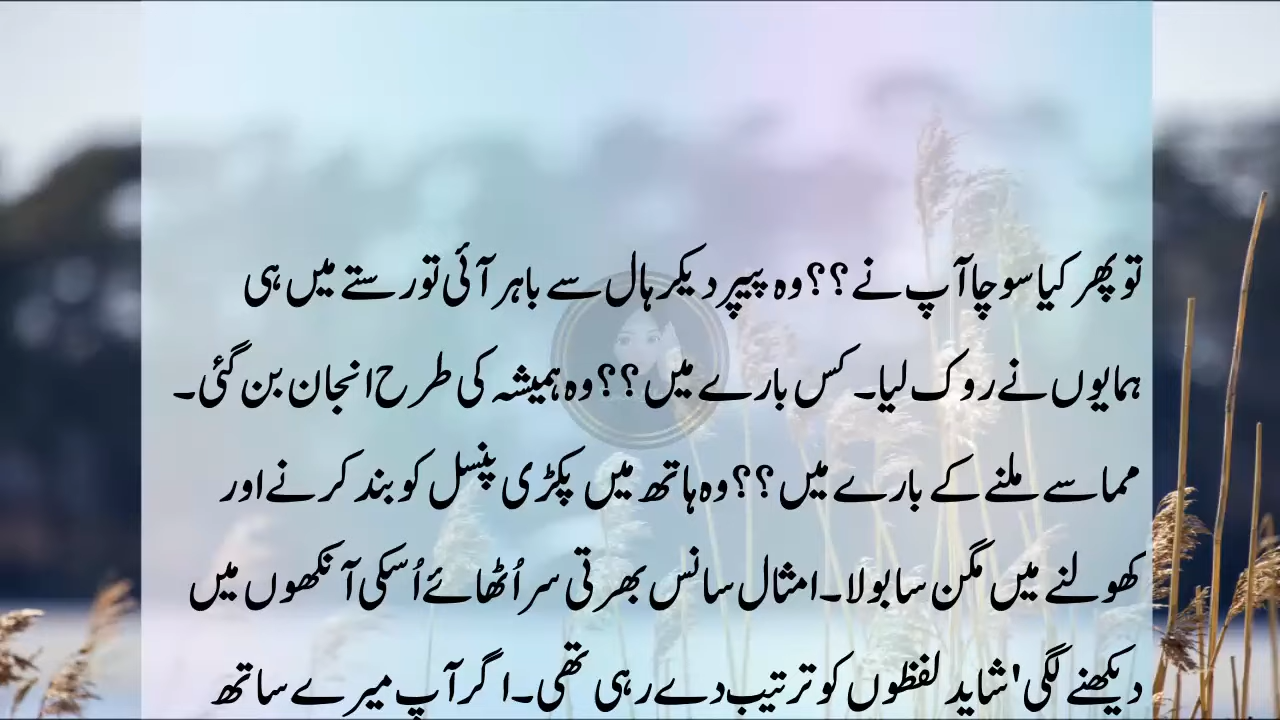 تو پھر کیا سوچا آپ نے؟؟ وہ پیپر دیکر ہال سے باہر آئی تو رستے میں ہی
ہمایوں نے روک لیا۔ کس بارے میں؟؟ وہ ہمیشہ کی طرح انجان بن گئی۔
مما سے ملنے کے بارے میں؟؟ وہ ہاتھ میں پکڑی پنسل کو بند کرنے اور
کھولنے میں مگن سا بولا۔ امثال سانس بھرتی سر اُٹھائے اُسکی آنکھوں میں
دیکھنے لگی' شاید لفظوں کو ترتیب دے رہی تھی۔ اگر آپ میرے ساتھ